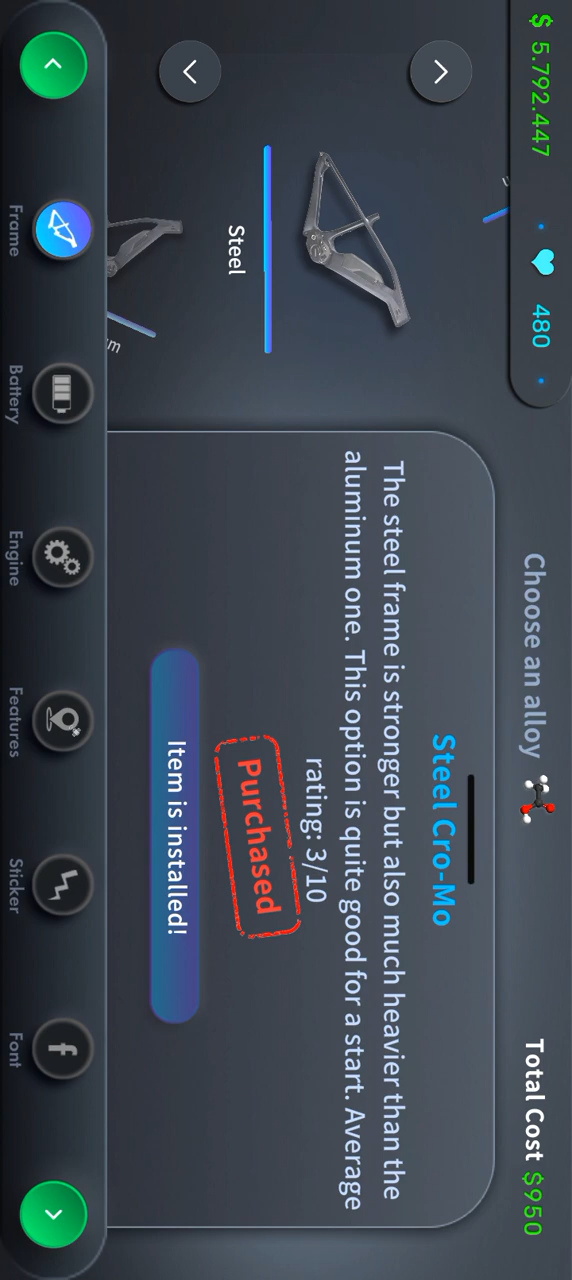 $ 5.792.447
480
Choose an alloy
Total Cost $950
Steel
Steel Cro-Mo
The steel frame is stronger but also much heavier than the
aluminum one. This option is quite good for a start. Average
rating: 3/10
Purchased
Item is installed!
Frame
Battery
Engine
Features
Sticker
Font